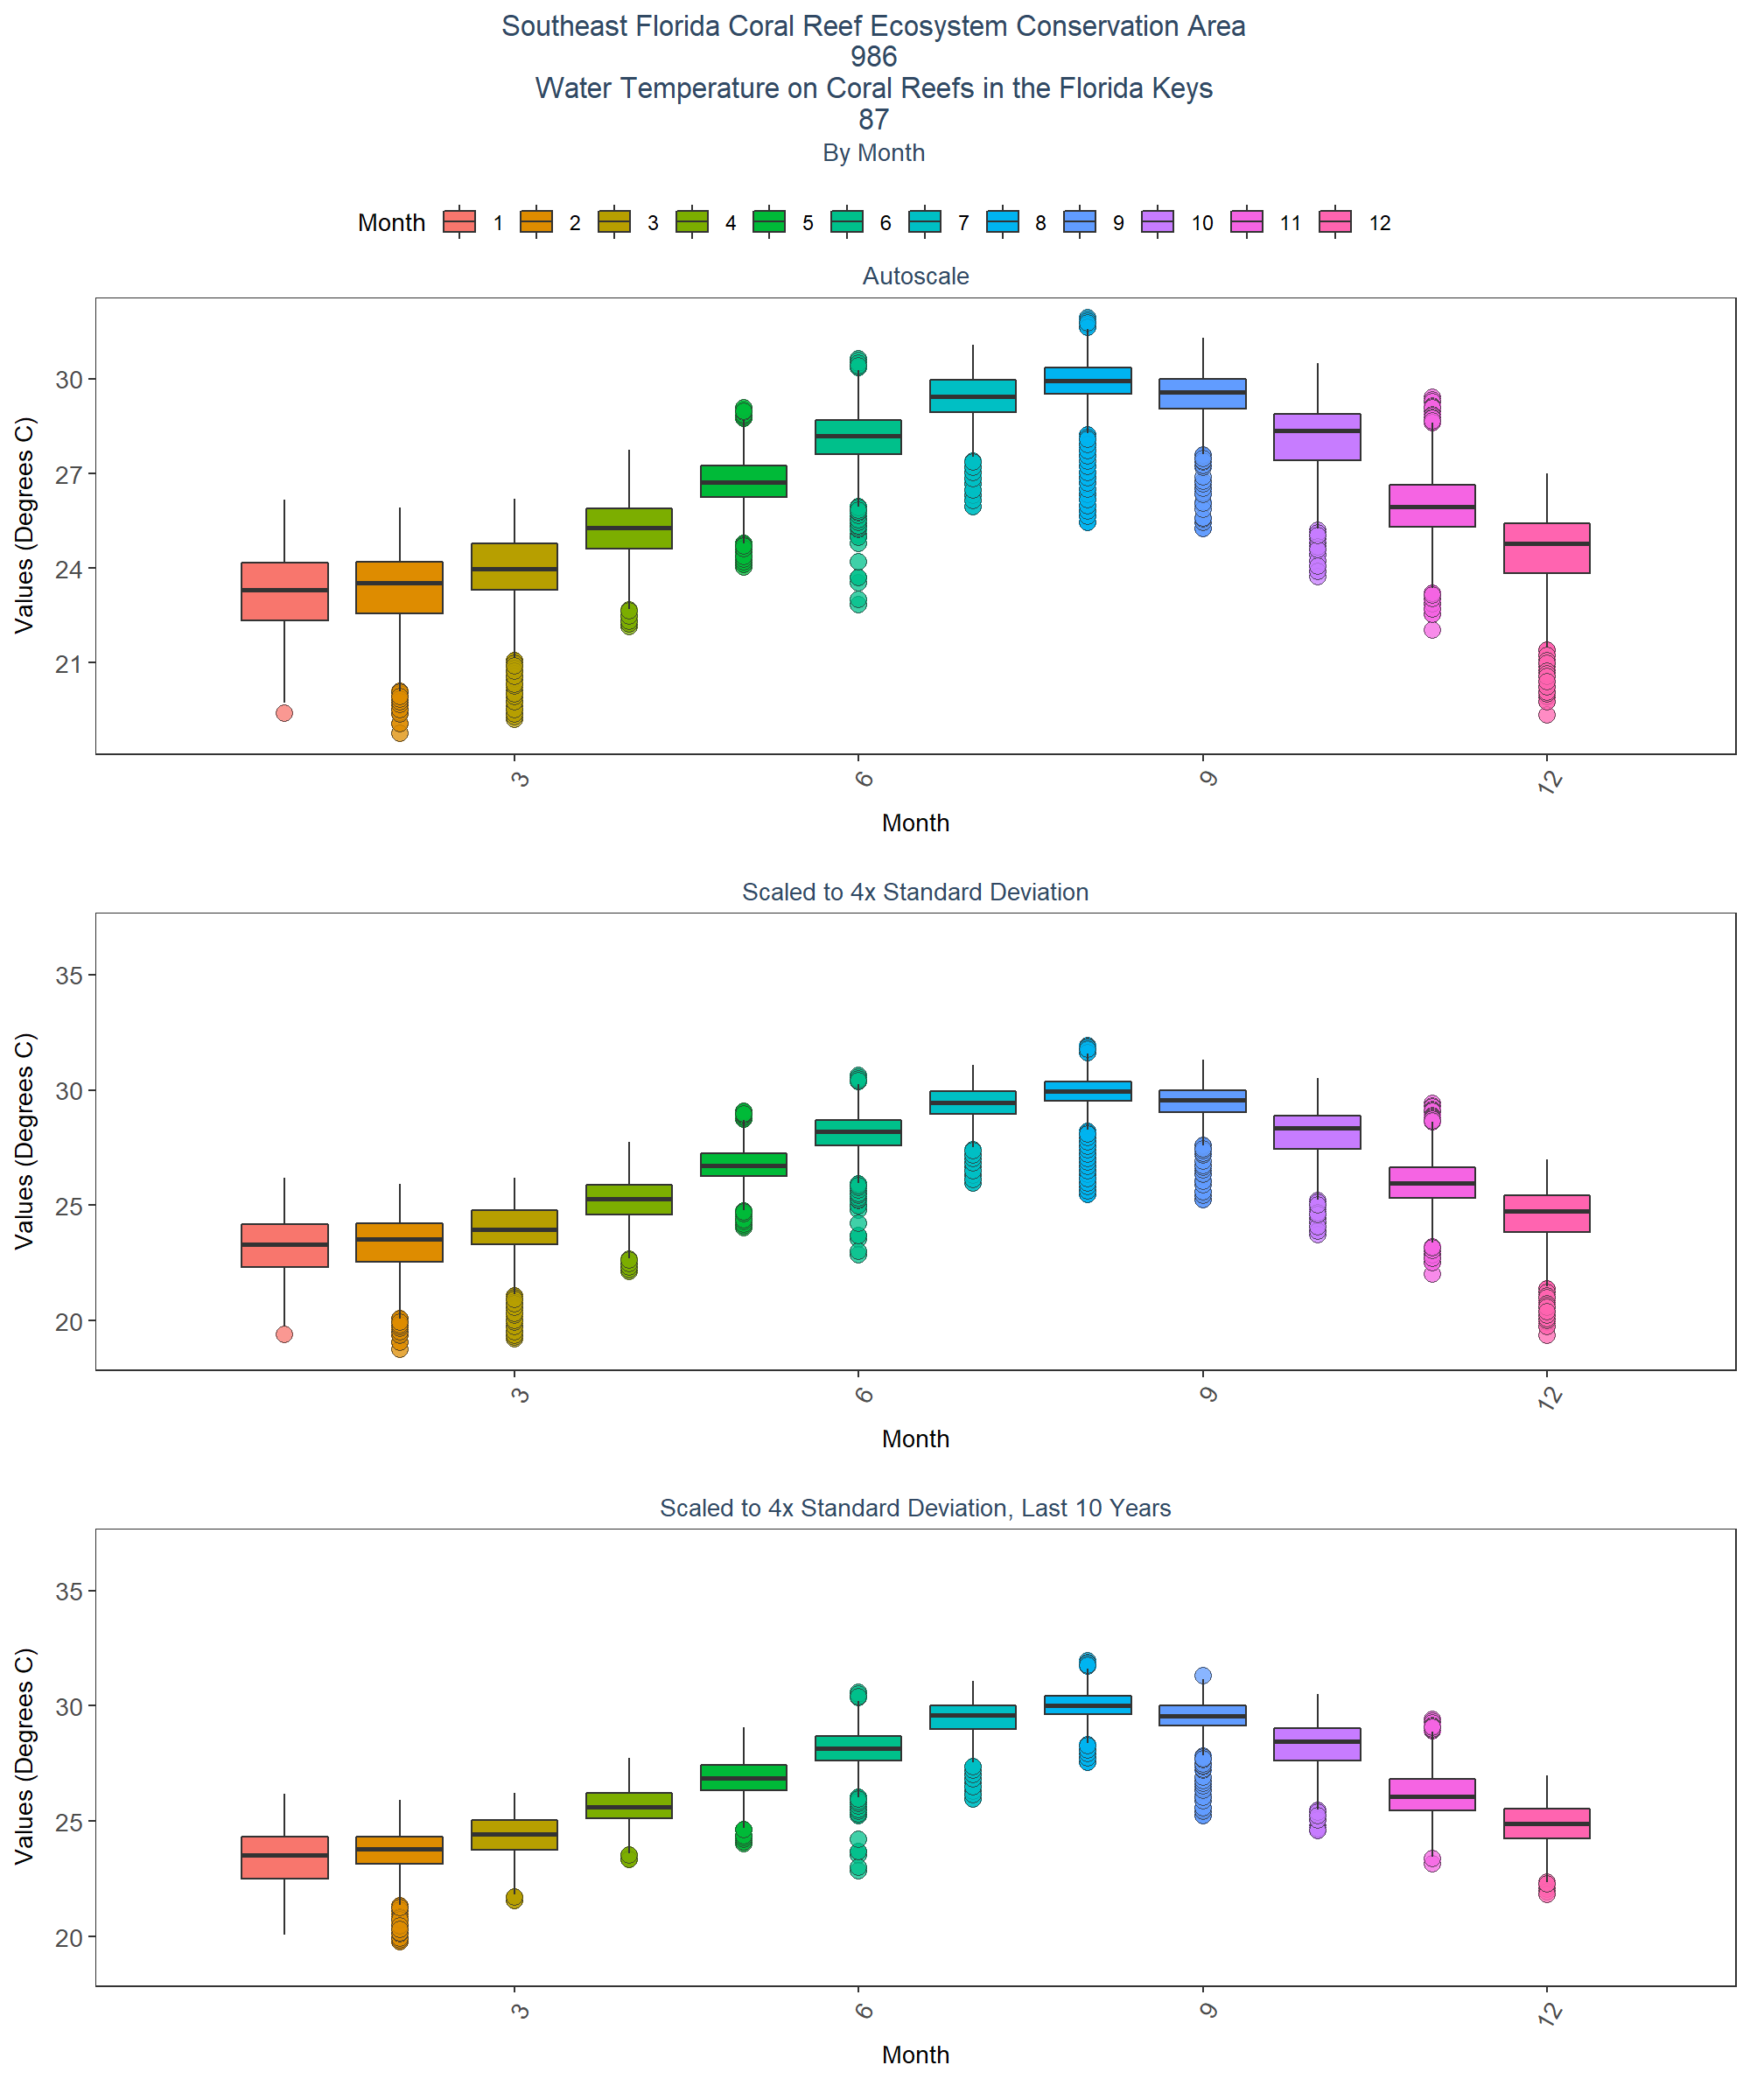 Southeast Florida Coral Reef Ecosystem Conservation Area
986
Water Temperature on Coral Reefs in the Florida Keys
87
By Month
Month 1 2 3 4 5 6 7 8 9 10 11 12
Autoscale
Values (Degrees C)
30
27
24
21
3 6 9 12
Month
Scaled to 4x Standard Deviation
Values (Degrees C)
35
30
25
20
3 6 9 12
Month
Scaled to 4x Standard Deviation, Last 10 Years
Values (Degrees C)
35
30
25
20
3 6 9 12
Month